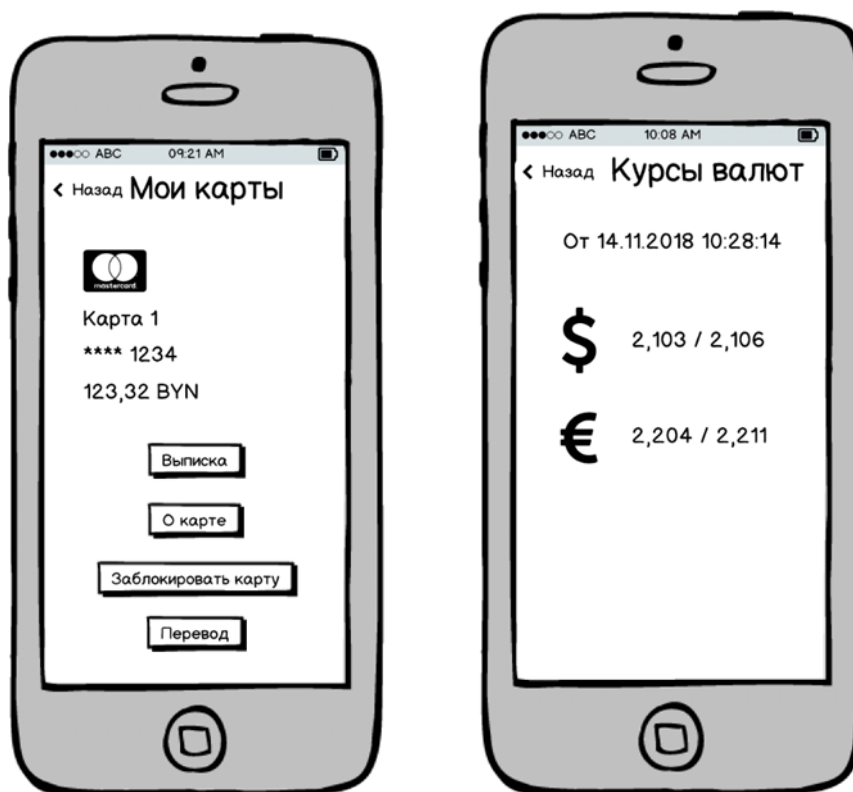 ABC 09:21 AM
Назад Мои карты
mastercard
Карта 1
**** 1234
123,32 BYN
Выписка
О карте
Заблокировать карту
Перевод
ABC 10:08 AM
Назад Курсы валют
От 14.11.2018 10:28:14
$ 2,103 / 2,106
€ 2,204 / 2,211